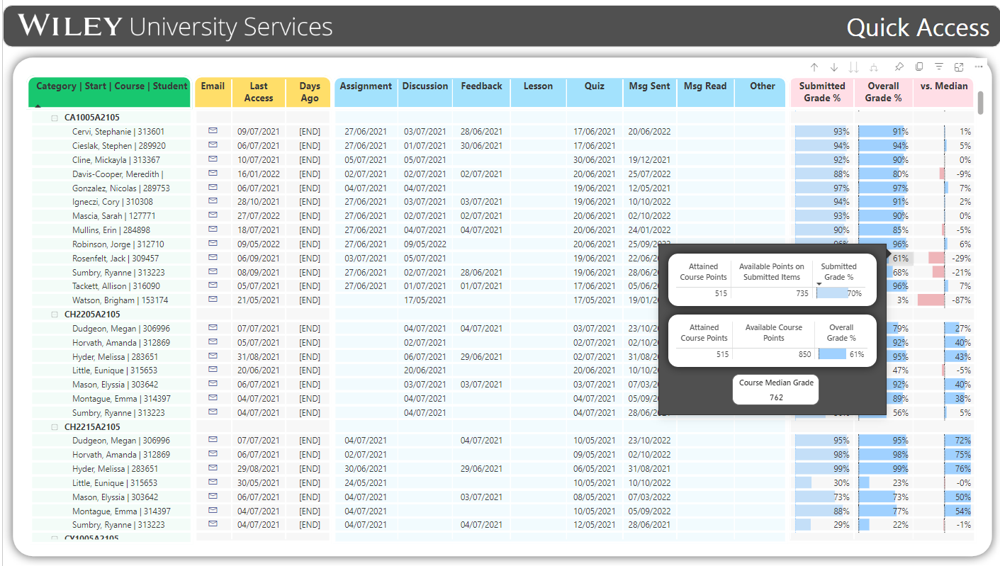 WILEY University Services
Quick Access
Category | Start | Course | Student Email Last Access Days Ago Assignment Discussion Feedback Lesson Quiz Msg Sent Msg Read Other Submitted Grade % Overall Grade % vs. Median
CA1005A2105
Cervi, Stephanie | 313601 09/07/2021 [END] 27/06/2021 03/07/2021 28/06/2021 17/06/2021 20/06/2022 93% 91% 1%
Cieslak, Stephen | 289920 06/07/2021 [END] 27/06/2021 01/07/2021 30/06/2021 17/06/2021 94% 94% 5%
Cline, Mickayla | 313367 10/07/2021 [END] 05/07/2021 05/07/2021 30/06/2021 19/12/2021 92% 90% 0%
Davis-Cooper, Meredith | 16/01/2022 [END] 02/07/2021 02/07/2021 02/07/2021 20/06/2021 25/07/2022 88% 80% -9%
Gonzalez, Nicolas | 289753 06/07/2021 [END] 04/07/2021 04/07/2021 19/06/2021 12/05/2021 97% 97% 7%
Igneczi, Cory | 310308 28/10/2021 [END] 27/06/2021 03/07/2021 03/07/2021 19/06/2021 10/10/2022 94% 91% 2%
Mascia, Sarah | 127771 27/07/2022 [END] 27/06/2021 02/07/2021 02/07/2021 20/06/2021 02/10/2022 93% 90% 0%
Mullins, Erin | 284898 18/07/2021 [END] 27/06/2021 04/07/2021 04/07/2021 20/06/2021 24/01/2022 90% 85% -5%
Robinson, Jorge | 312710 09/05/2022 [END] 27/06/2021 09/05/2022 20/06/2021 25/09/2022 96% 96% 6%
Rosenfelt, Jack | 309457 06/09/2021 [END] 03/07/2021 05/07/2021 19/06/2021 22/06/ 61% -29%
Sumbry, Ryanne | 313223 08/09/2021 [END] 27/06/2021 02/07/2021 28/06/2021 19/06/2021 28/06/ 68% -21%
Tackett, Allison | 316090 05/07/2021 [END] 27/06/2021 01/07/2021 01/07/2021 17/06/2021 05/06/ 96% 7%
Watson, Brigham | 153174 21/05/2021 [END] 17/05/2021 17/05/2021 19/01/ 3% -87%
CH2205A2105
Dudgeon, Megan | 306996 07/07/2021 [END] 04/07/2021 04/07/2021 03/07/2021 23/10/ 79% 27%
Horvath, Amanda | 312869 05/07/2021 [END] 02/07/2021 02/07/2021 02/10/ 92% 40%
Hyder, Melissa | 283651 31/08/2021 [END] 06/07/2021 29/06/2021 02/07/2021 31/08/ 95% 43%
Little, Eunique | 315653 20/06/2021 [END] 20/06/2021 20/06/2021 10/10/ 47% -5%
Mason, Elyssia | 303642 06/07/2021 [END] 03/07/2021 03/07/2021 03/07/2021 07/03/ 92% 40%
Montague, Emma | 314397 04/07/2021 [END] 04/07/2021 04/07/2021 05/09/ 89% 38%
Sumbry, Ryanne | 313223 04/07/2021 [END] 04/07/2021 04/07/2021 28/06/ 56% 5%
CH2215A2105
Dudgeon, Megan | 306996 07/07/2021 [END] 04/07/2021 04/07/2021 10/05/2021 23/10/2022 95% 95% 72%
Horvath, Amanda | 312869 06/07/2021 [END] 02/07/2021 09/05/2021 02/10/2022 98% 98% 75%
Hyder, Melissa | 283651 29/08/2021 [END] 30/06/2021 29/06/2021 06/05/2021 31/08/2021 99% 99% 76%
Little, Eunique | 315653 30/05/2021 [END] 24/05/2021 10/05/2021 10/10/2022 30% 23% -0%
Mason, Elyssia | 303642 06/07/2021 [END] 04/07/2021 03/07/2021 08/05/2021 07/03/2022 73% 73% 50%
Montague, Emma | 314397 04/07/2021 [END] 04/07/2021 10/05/2021 05/09/2022 88% 77% 54%
Sumbry, Ryanne | 313223 04/07/2021 [END] 04/07/2021 04/07/2021 12/05/2021 28/06/2021 29% 22% -1%
CY1005A2105
Attained Course Points Available Points on Submitted Items Submitted Grade %
515 735 70%
Attained Course Points Available Course Points Overall Grade %
515 850 61%
Course Median Grade
762